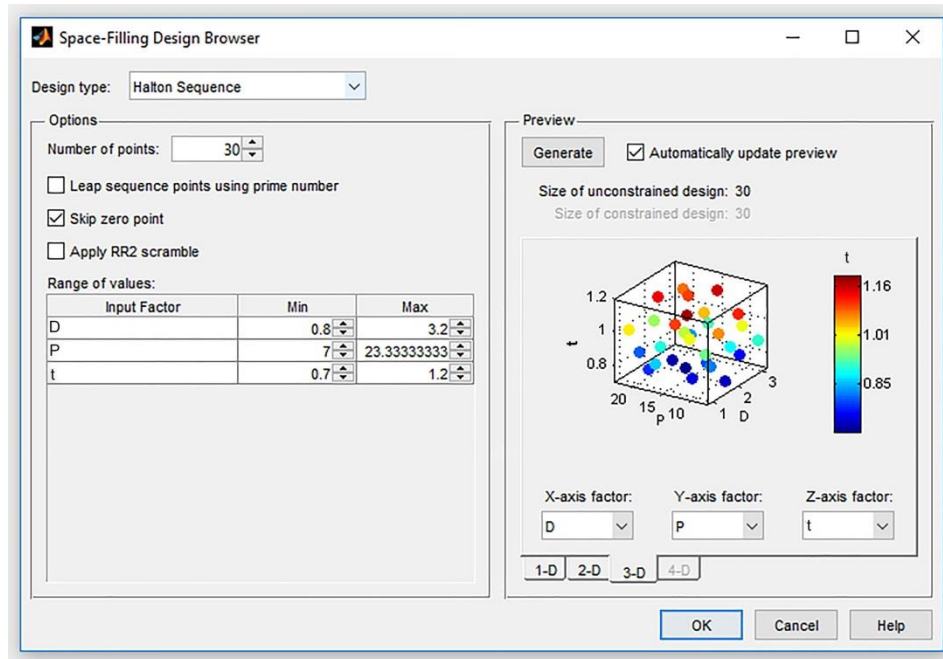 Space-Filling Design Browser
Design type: Halton Sequence
Options
Number of points: 30
Leap sequence points using prime number
Skip zero point
Apply RR2 scramble
Range of values:
Input Factor Min Max
D 0.8 3.2
P 7 23.33333333
t 0.7 1.2
Preview
Generate Automatically update preview
Size of unconstrained design: 30
Size of constrained design: 30
t
1.2
1
0.8
t
20 15 10
P
1 2 3
D
1.16
1.01
0.85
X-axis factor: Y-axis factor: Z-axis factor:
D P t
1-D 2-D 3-D 4-D
OK Cancel Help